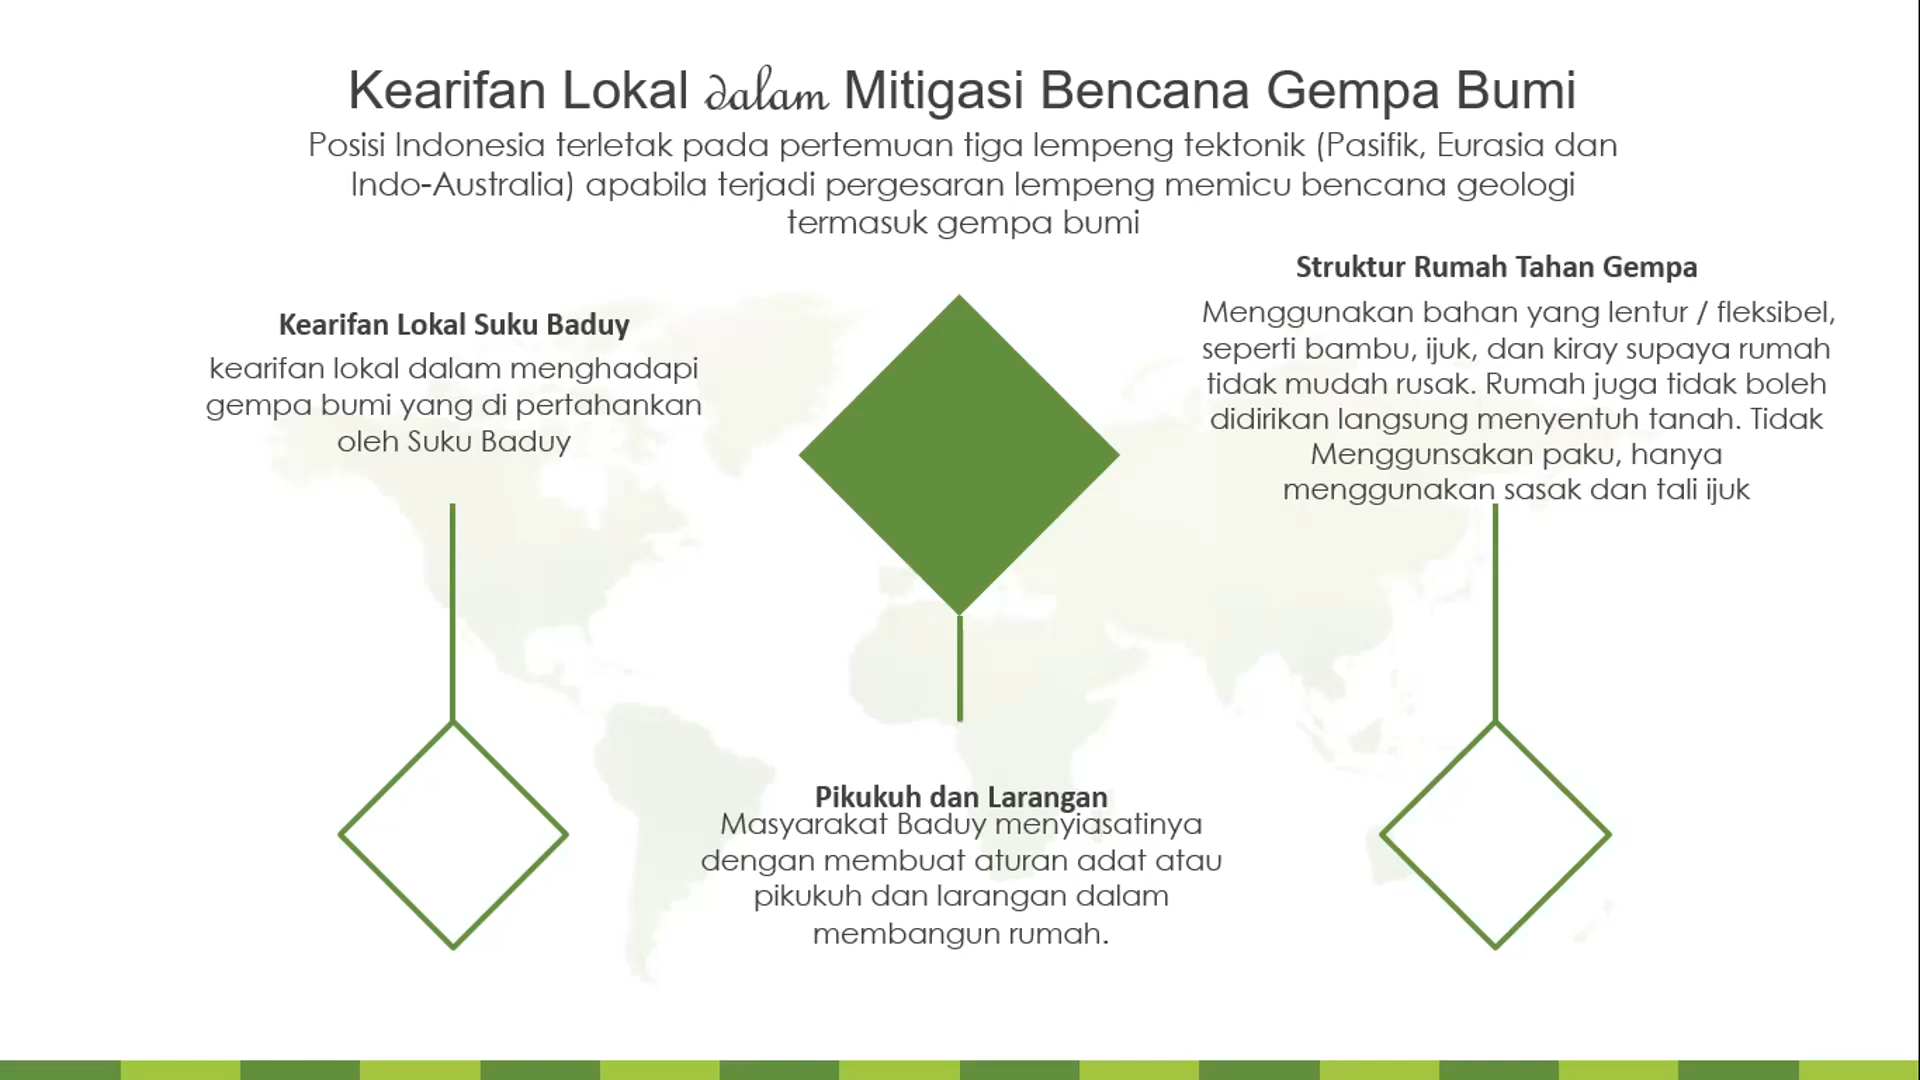 Kearifan Lokal dalam Mitigasi Bencana Gempa Bumi
Posisi Indonesia terletak pada pertemuan tiga lempeng tektonik (Pasifik, Eurasia dan
Indo-Australia) apabila terjadi pergesaran lempeng memicu bencana geologi
termasuk gempa bumi
Kearifan Lokal Suku Baduy
kearifan lokal dalam menghadapi
gempa bumi yang di pertahankan
oleh Suku Baduy
Pikukuh dan Larangan
Masyarakat Baduy menyiasatinya
dengan membuat aturan adat atau
pikukuh dan larangan dalam
membangun rumah.
Struktur Rumah Tahan Gempa
Menggunakan bahan yang lentur / fleksibel,
seperti bambu, ijuk, dan kiray supaya rumah
tidak mudah rusak. Rumah juga tidak boleh
didirikan langsung menyentuh tanah. Tidak
Menggunsakan paku, hanya
menggunakan sasak dan tali ijuk